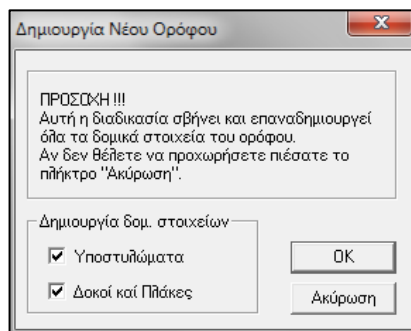 Δημιουργία Νέου Ορόφου
ΠΡΟΣΟΧΗ !!!
Αυτή η διαδικασία σβήνει και επαναδημιουργεί
όλα τα δομικά στοιχεία του ορόφου.
Αν δεν θέλετε να προχωρήσετε πιέσατε το
πλήκτρο "Ακύρωση".
Δημιουργία δομ. στοιχείων
Υποστυλώματα
OK
Δοκοί καί Πλάκες
Ακύρωση